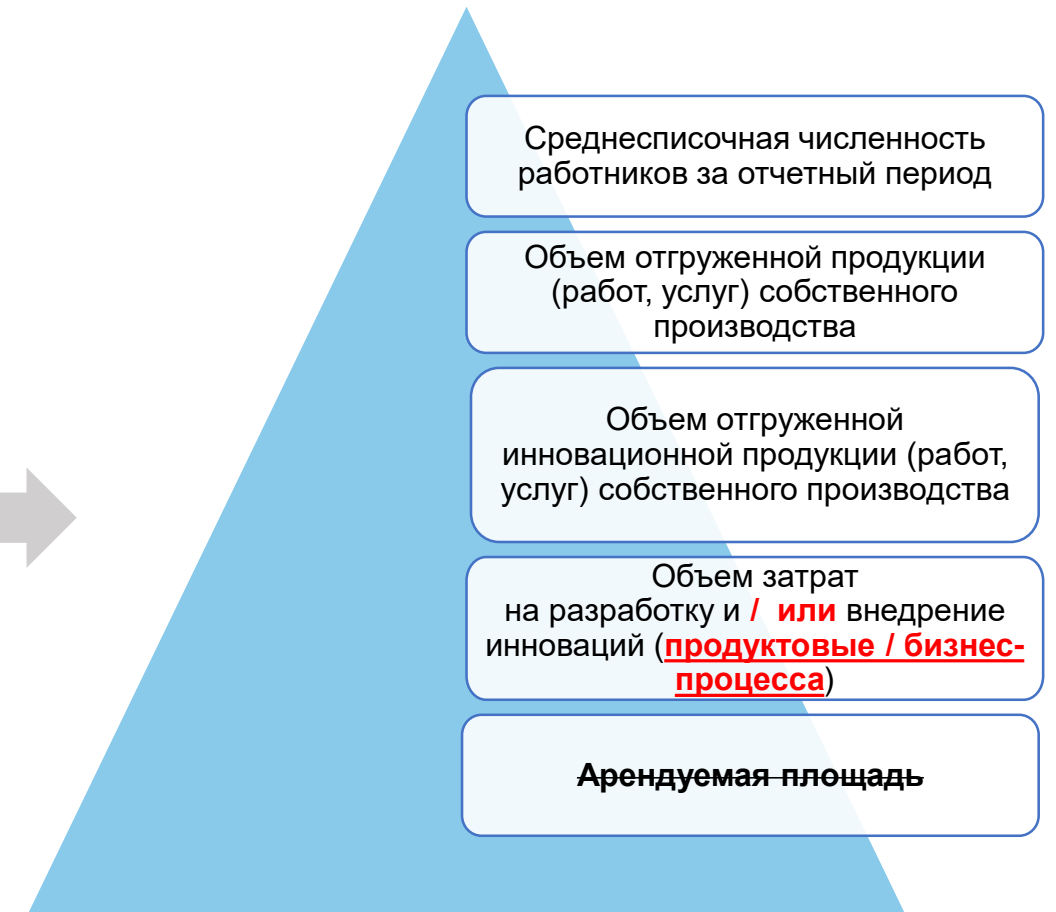 Среднесписочная численность
работников за отчетный период
Объем отгруженной продукции
(работ, услуг) собственного
производства
Объем отгруженной
инновационной продукции (работ,
услуг) собственного производства
Объем затрат
на разработку и / или внедрение
инноваций (продуктовые / бизнес-
процесса)
Арендуемая площадь